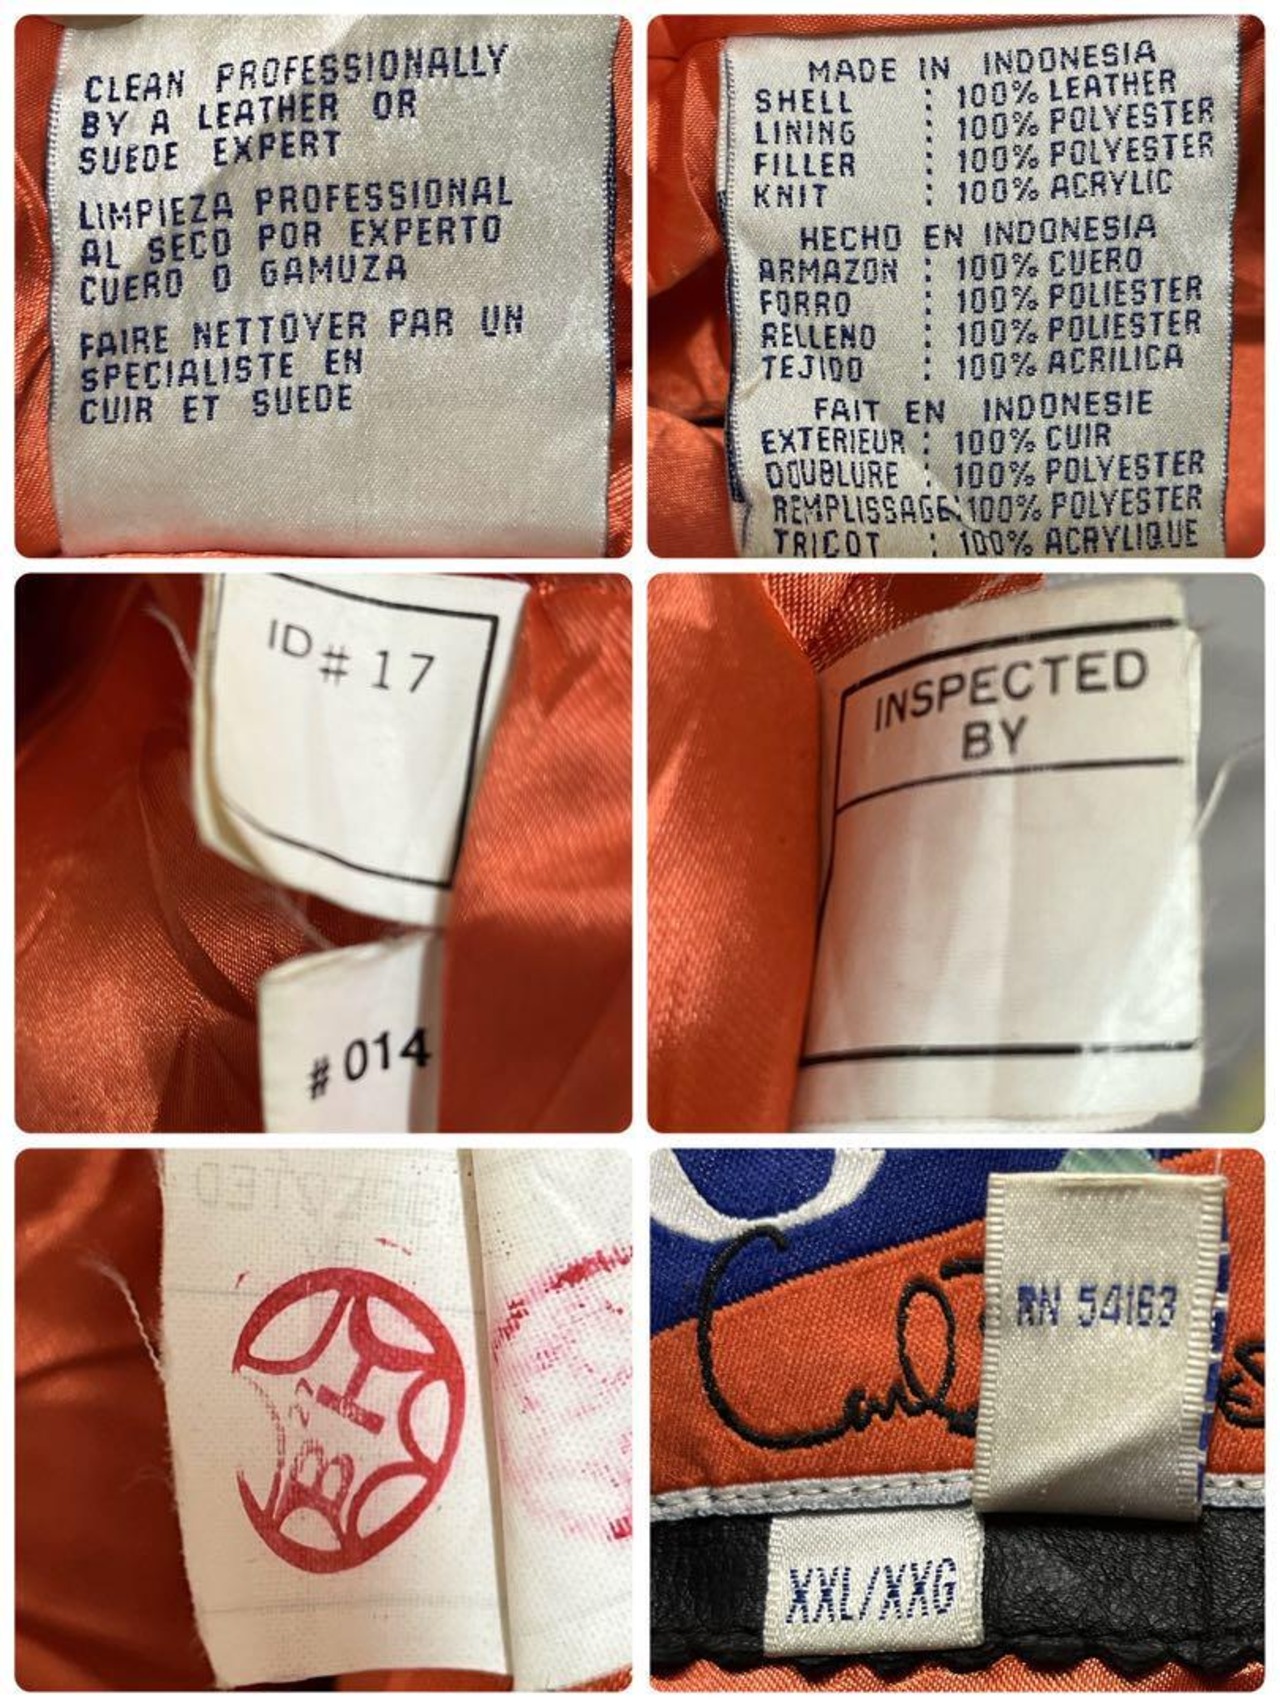 CLEAN PROFESSIONALLY
BY A LEATHER OR
SUEDE EXPERT
LIMPIEZA PROFESSIONAL
AL SECO POR EXPERTO
CUERO O GAMUZA
FAIRE NETTOYER PAR UN
SPECIALISTE EN
CUIR ET SUEDE
MADE IN INDONESIA
SHELL : 100% LEATHER
LINING : 100% POLYESTER
FILLER : 100% POLYESTER
KNIT : 100% ACRYLIC
HECHO EN INDONESIA
ARMAZON : 100% CUERO
FORRO : 100% POLIESTER
RELLENO : 100% POLIESTER
TEJIDO : 100% ACRILICA
FAIT EN INDONESIE
EXTERIEUR : 100% CUIR
DOUBLURE : 100% POLYESTER
REMPLISSAGE: 100% POLYESTER
TRICOT : 100% ACRYLIQUE
ID # 17
# 014
INSPECTED
BY
Carl
RN 54163
XXL/XXG